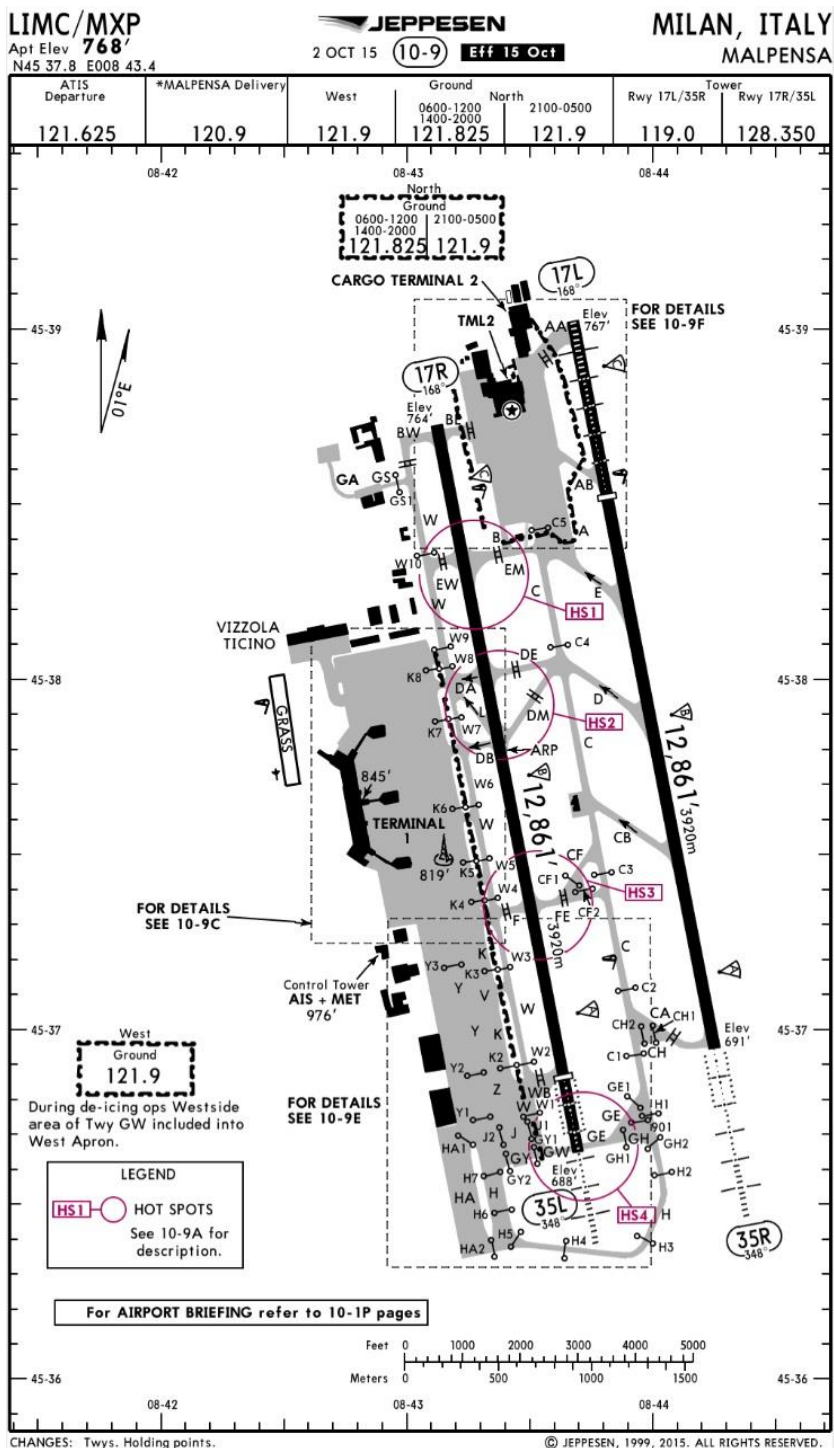 LIMC/MXP
Apt Elev 768'
N45 37.8 E008 43.4
JEPPESEN
2 OCT 15 10-9 Eff 15 Oct
MILAN, ITALY
MALPENSA
ATIS
Departure
121.625
*MALPENSA Delivery
120.9
Ground
West
121.9
North
0600-1200
1400-2000
121.825
2100-0500
121.9
Tower
Rwy 17L/35R
119.0
Rwy 17R/35L
128.350
08-42 08-43 08-44
North
Ground
0600-1200 2100-0500
1400-2000
121.825 121.9
CARGO TERMINAL 2
17L
168°
FOR DETAILS
SEE 10-9F
TML2
AA
Elev
767'
45-39 45-39
01°E
17R
168°
C
Elev
764'
BW BE
GA
GS
GS1
C
AB
W
C5
A
B
W10
EM
EW
W
C
E
HS1
VIZZOLA
TICINO
W9
C4
W8
DE
45-38 45-38
K8
DA
D
L
DM
B
HS2
GRASS
W7
K7
C
DB
ARP
845'
W6
B
12,861'
3920m
K6
W
12,861'
3920m
TERMINAL
1
CB
819'
W5
CF
K5
C3
CF1
W4
HS3
K4
F
FE
CF2
FOR DETAILS
SEE 10-9C
K
W3
C
Y3
K3
A
Control Tower
AIS + MET
976'
Y
V
W
C2
A
CA
CH1
CH2
45-37 45-37
Y
K
Elev
691'
West
Ground
121.9
W2
K2
C1
CH
Y2
Z
FOR DETAILS
SEE 10-9E
WB
GE1
During de-icing ops Westside
area of Twy GW included into
West Apron.
W
W1
H1
Y1
J1
GE
901
J2
J
GY1
GE
GH
GH2
HA1
GY
GW
GH1
H7
GY2
Elev
688'
H2
LEGEND
HS1 HOT SPOTS
See 10-9A for
description.
HA
H
35L
348°
HS4
H
H6
35R
348°
H5
H4
HA2
H3
For AIRPORT BRIEFING refer to 10-1P pages
Feet 0 1000 2000 3000 4000 5000
Meters 0 500 1000 1500
45-36 45-36
08-42 08-43 08-44
CHANGES: Twys. Holding points.
© JEPPESEN, 1999, 2015. ALL RIGHTS RESERVED.